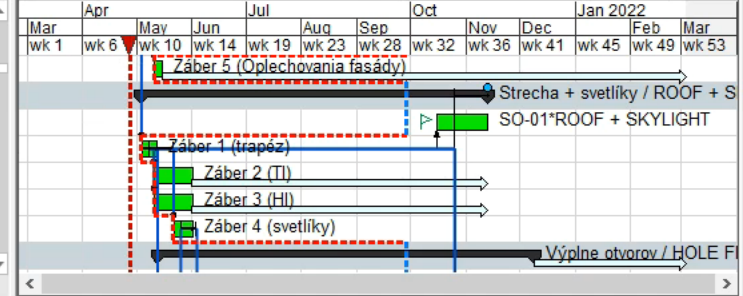 Apr Jul Oct Jan 2022
Mar May Jun Aug Sep Nov Dec Feb Mar
wk 1 wk 6 wk 10 wk 14 wk 19 wk 23 wk 28 wk 32 wk 36 wk 41 wk 45 wk 49 wk 53
Záber 5 (Oplechovania fasády)
Strecha + svetlíky / ROOF + S
SO-01*ROOF + SKYLIGHT
Záber 1 (trapéz)
Záber 2 (TI)
Záber 3 (HI)
Záber 4 (svetlíky)
Výplne otvorov / HOLE FI